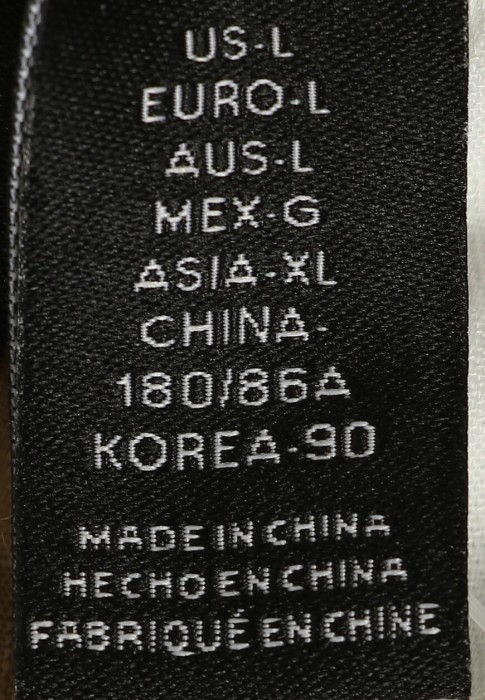 US-L
EURO-L
AUS-L
MEX-G
ASIA-XL
CHINA-
180/86A
KOREA-90
MADE IN CHINA
HECHO EN CHINA
FABRIQUÉ EN CHINE